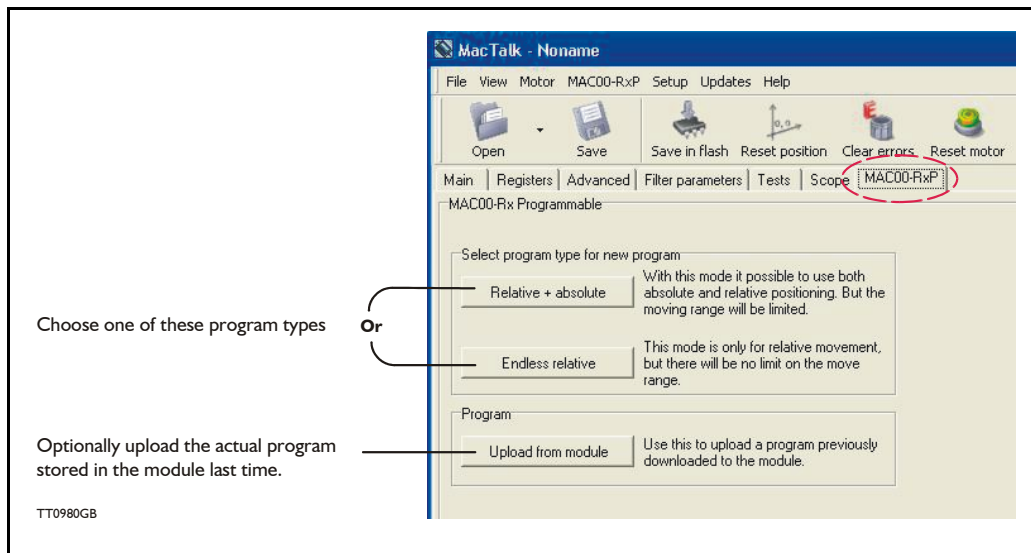 MacTalk - Noname
File View Motor MAC00-RxP Setup Updates Help
Open Save Save in flash Reset position Clear errors Reset motor
Main Registers Advanced Filter parameters Tests Scope MAC00-RxP
MAC00-Rx Programmable
Select program type for new program
Relative + absolute
With this mode it possible to use both
absolute and relative positioning. But the
moving range will be limited.
Choose one of these program types Or
Endless relative
This mode is only for relative movement,
but there will be no limit on the move
range.
Program
Optionally upload the actual program
stored in the module last time.
Upload from module
Use this to upload a program previously
downloaded to the module.
TT0980GB